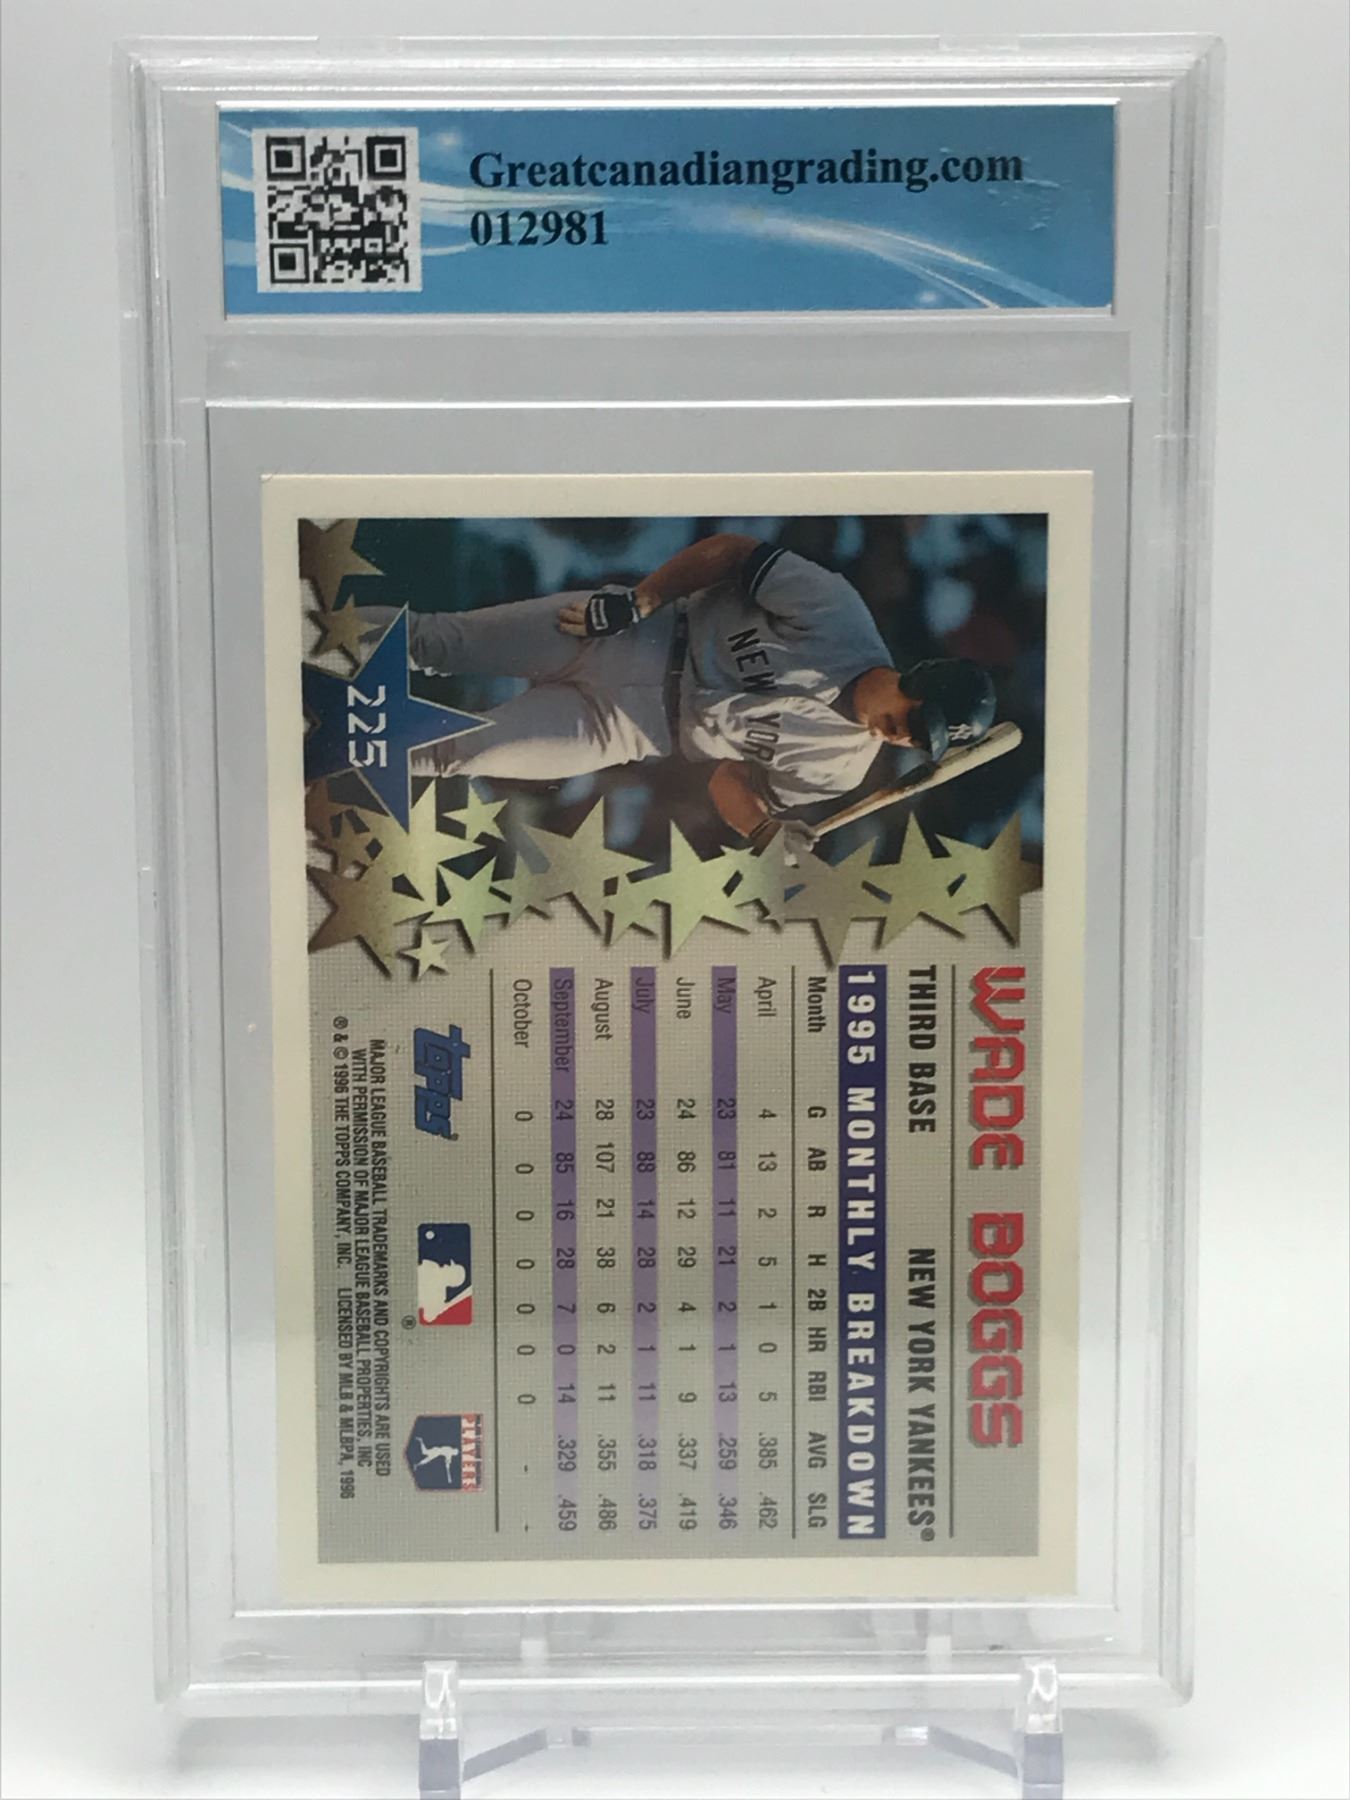 Greatcanadiangrading.com
012981
NEW YOR
NY
225
WADE BOGGS
THIRD BASE NEW YORK YANKEES®
1995 MONTHLY BREAKDOWN
Month G AB R H 2B HR RBI AVG SLG
April 4 13 2 5 1 0 5 .385 .462
May 23 81 11 21 2 1 13 .259 .346
June 24 86 12 29 4 1 9 .337 .419
July 23 88 14 28 2 1 11 .318 .375
August 28 107 21 38 6 2 11 .355 .486
September 24 85 16 28 7 0 14 .329 .459
October 0 0 0 0 0 0 0 - -
topps®
®
PLAYERS
MAJOR LEAGUE BASEBALL TRADEMARKS AND COPYRIGHTS ARE USED
WITH PERMISSION OF MAJOR LEAGUE BASEBALL PROPERTIES, INC
® & © 1996 THE TOPPS COMPANY, INC. LICENSED BY MLB & MLBPA, 1996